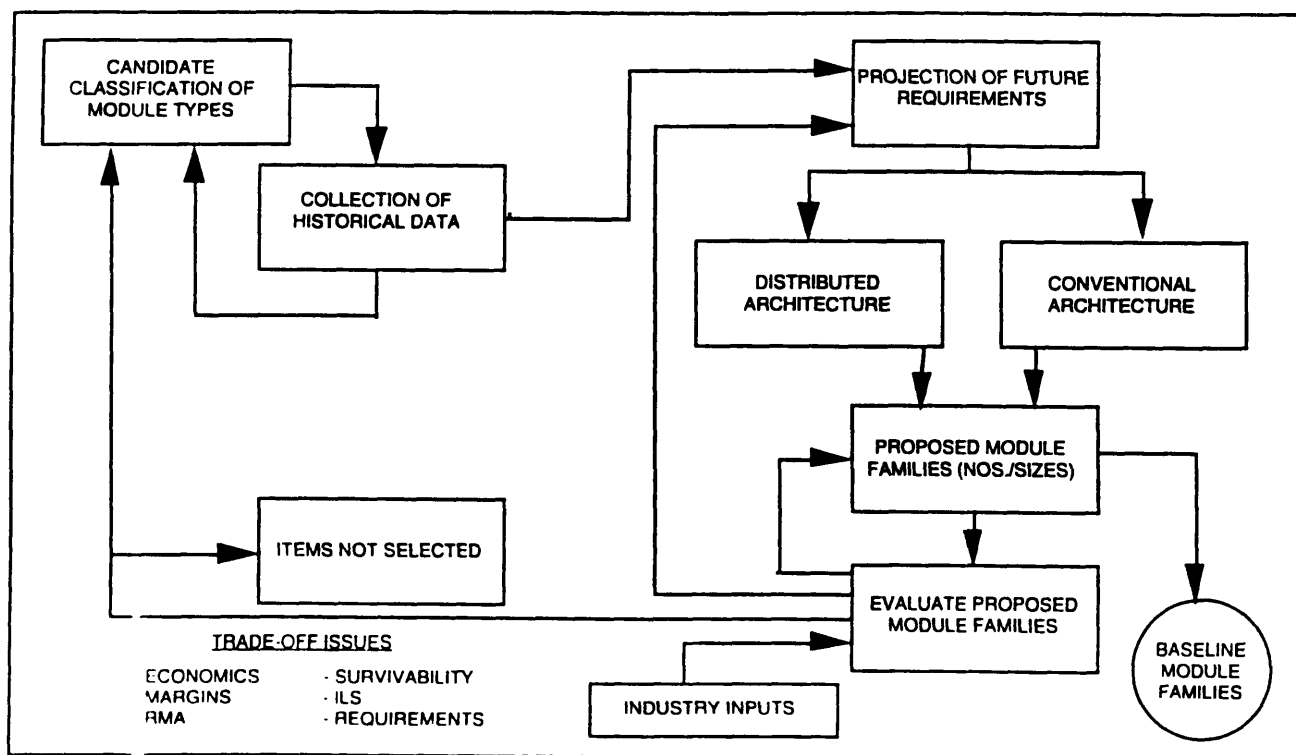 CANDIDATE
CLASSIFICATION OF
MODULE TYPES
PROJECTION OF FUTURE
REQUIREMENTS
COLLECTION OF
HISTORICAL DATA
DISTRIBUTED
ARCHITECTURE
CONVENTIONAL
ARCHITECTURE
PROPOSED MODULE
FAMILIES (NOS./SIZES)
ITEMS NOT SELECTED
EVALUATE PROPOSED
MODULE FAMILIES
BASELINE
MODULE
FAMILIES
TRADE-OFF ISSUES
ECONOMICS - SURVIVABILITY
MARGINS - ILS
RMA - REQUIREMENTS
INDUSTRY INPUTS